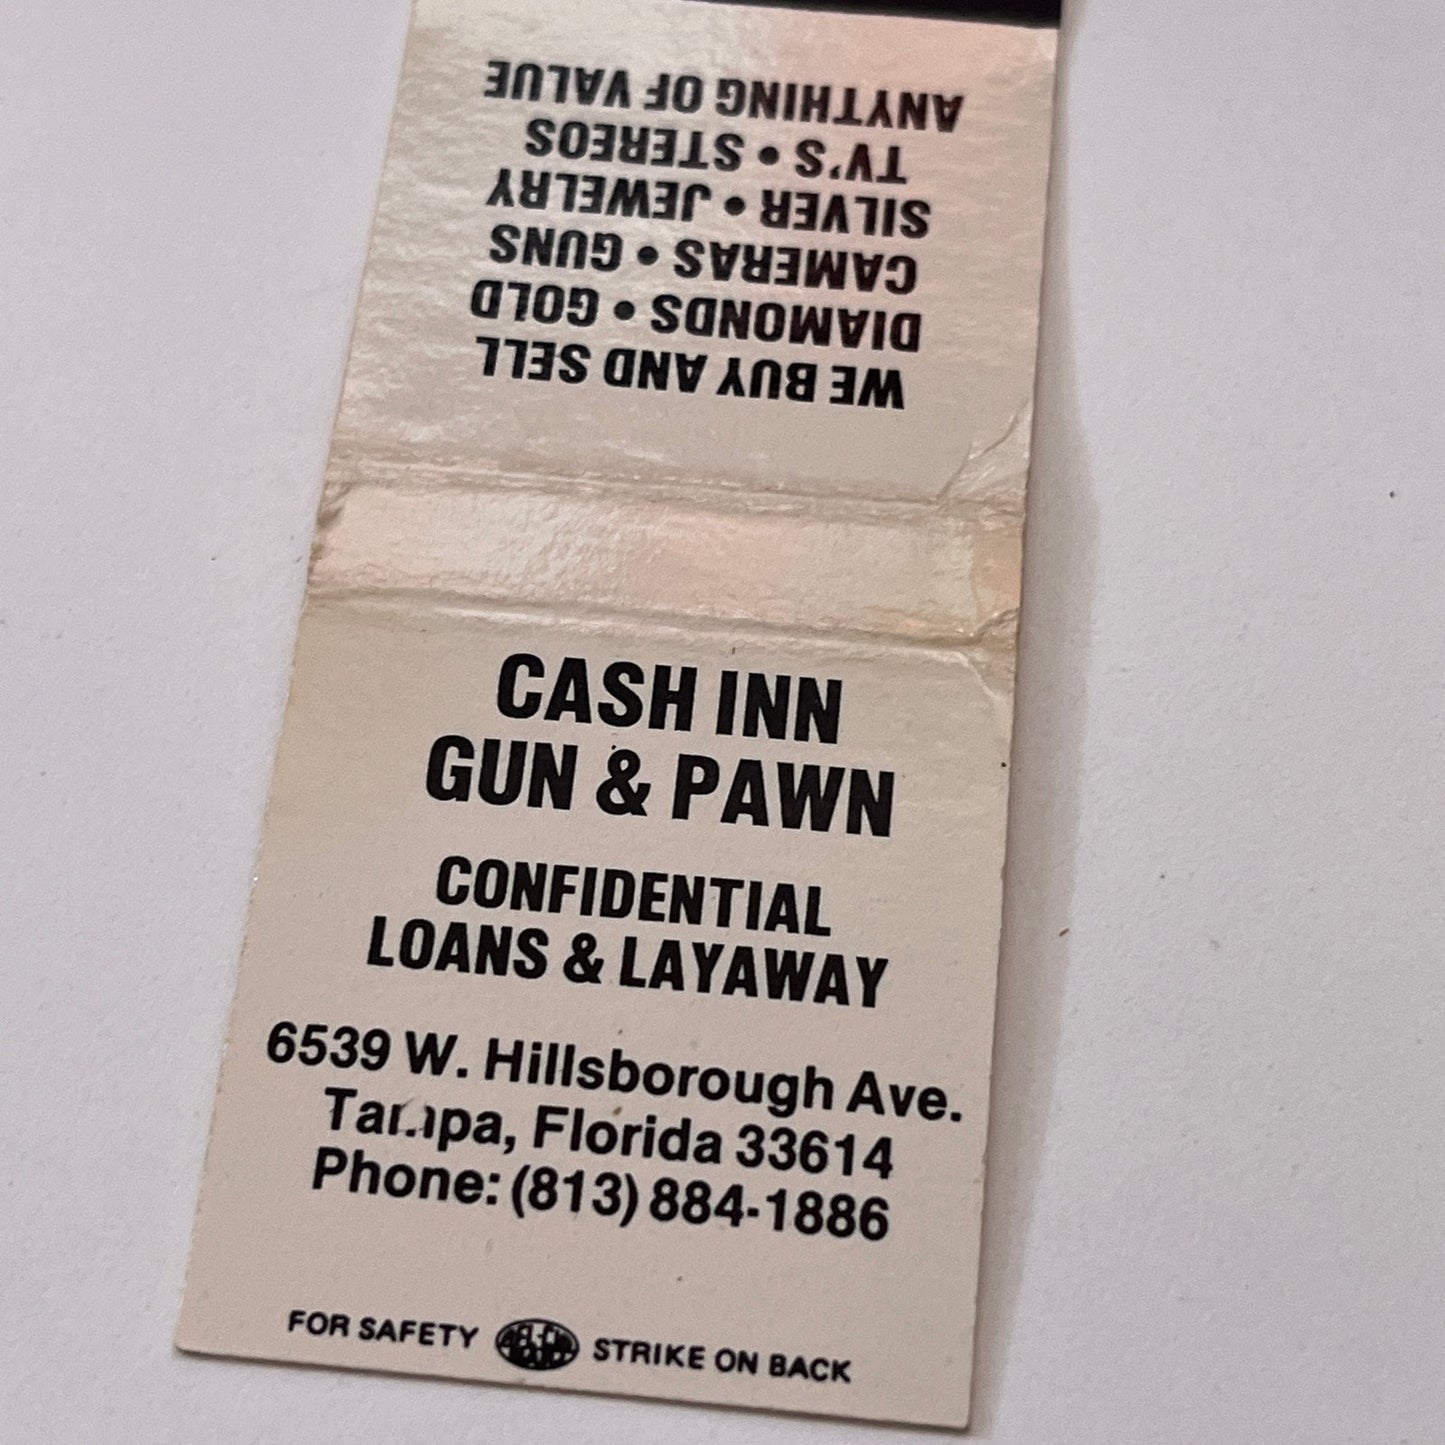 WE BUY AND SELL
DIAMONDS • GOLD
CAMERAS • GUNS
SILVER • JEWELRY
TV'S • STEREOS
ANYTHING OF VALUE
CASH INN
GUN & PAWN
CONFIDENTIAL
LOANS & LAYAWAY
6539 W. Hillsborough Ave.
Tampa, Florida 33614
Phone: (813) 884-1886
FOR SAFETY STRIKE ON BACK